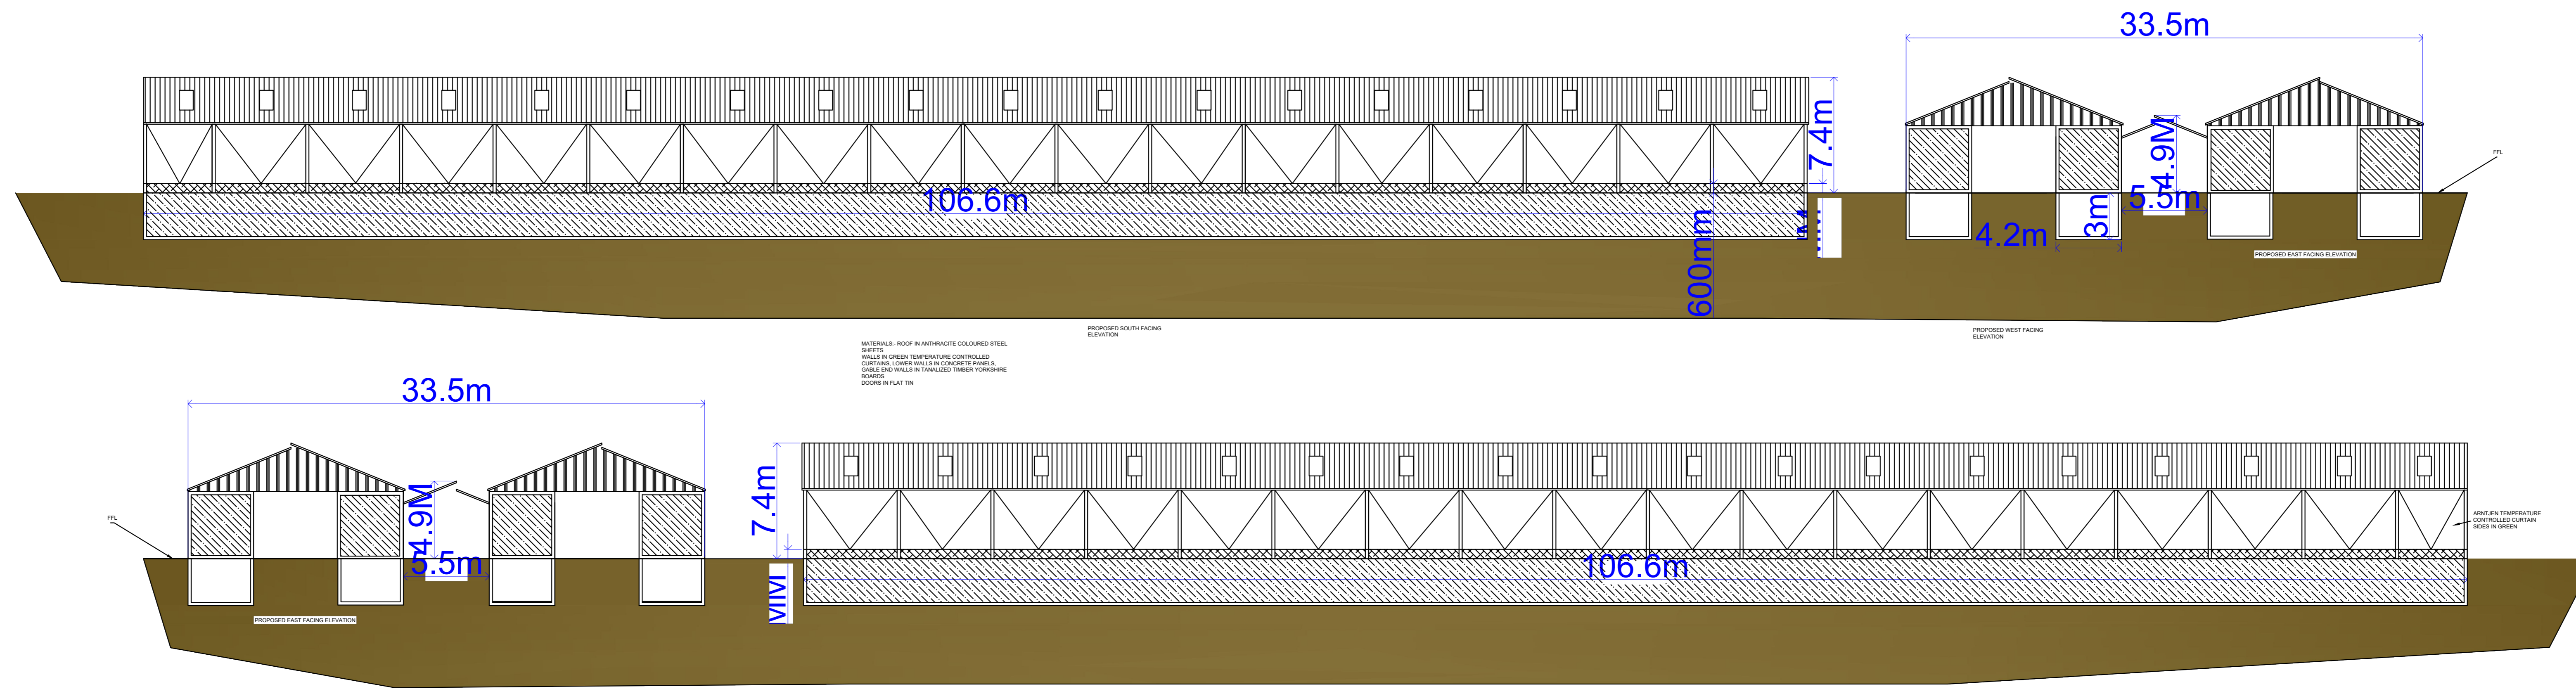 33.5m
7.4m
4.9M
FFL
106.6m
5.5m
3m
4.2m
600mm
PROPOSED EAST FACING ELEVATION
PROPOSED SOUTH FACING
ELEVATION
PROPOSED WEST FACING
ELEVATION
MATERIALS:- ROOF IN ANTHRACITE COLOURED STEEL
SHEETS
WALLS IN GREEN TEMPERATURE CONTROLLED
CURTAINS, LOWER WALLS IN CONCRETE PANELS,
GABLE END WALLS IN TANALIZED TIMBER YORKSHIRE
BOARDS
DOORS IN FLAT TIN
33.5m
7.4m
4.9M
FFL
5.5m
106.6m
ARNTJEN TEMPERATURE
CONTROLLED CURTAIN
SIDES IN GREEN
PROPOSED EAST FACING ELEVATION